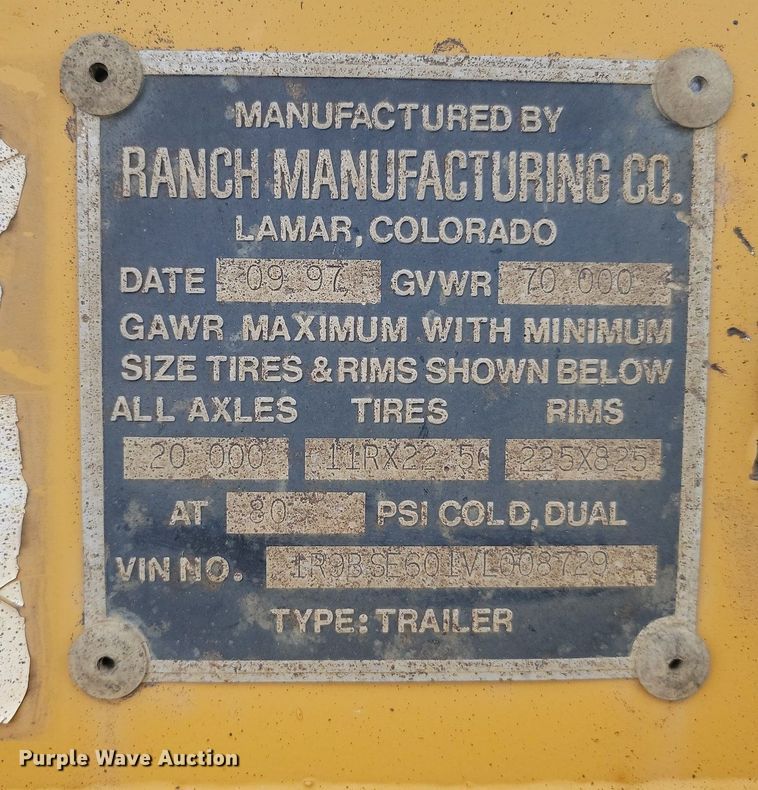 MANUFACTURED BY
RANCH MANUFACTURING CO.
LAMAR, COLORADO
DATE 09 97 GVWR 70 000
GAWR MAXIMUM WITH MINIMUM
SIZE TIRES & RIMS SHOWN BELOW
ALL AXLES TIRES RIMS
20 000 11RX22.5G 225X825
AT 80 PSI COLD, DUAL
VIN NO. 1R9BSE601VL008729
TYPE: TRAILER
Purple Wave Auction